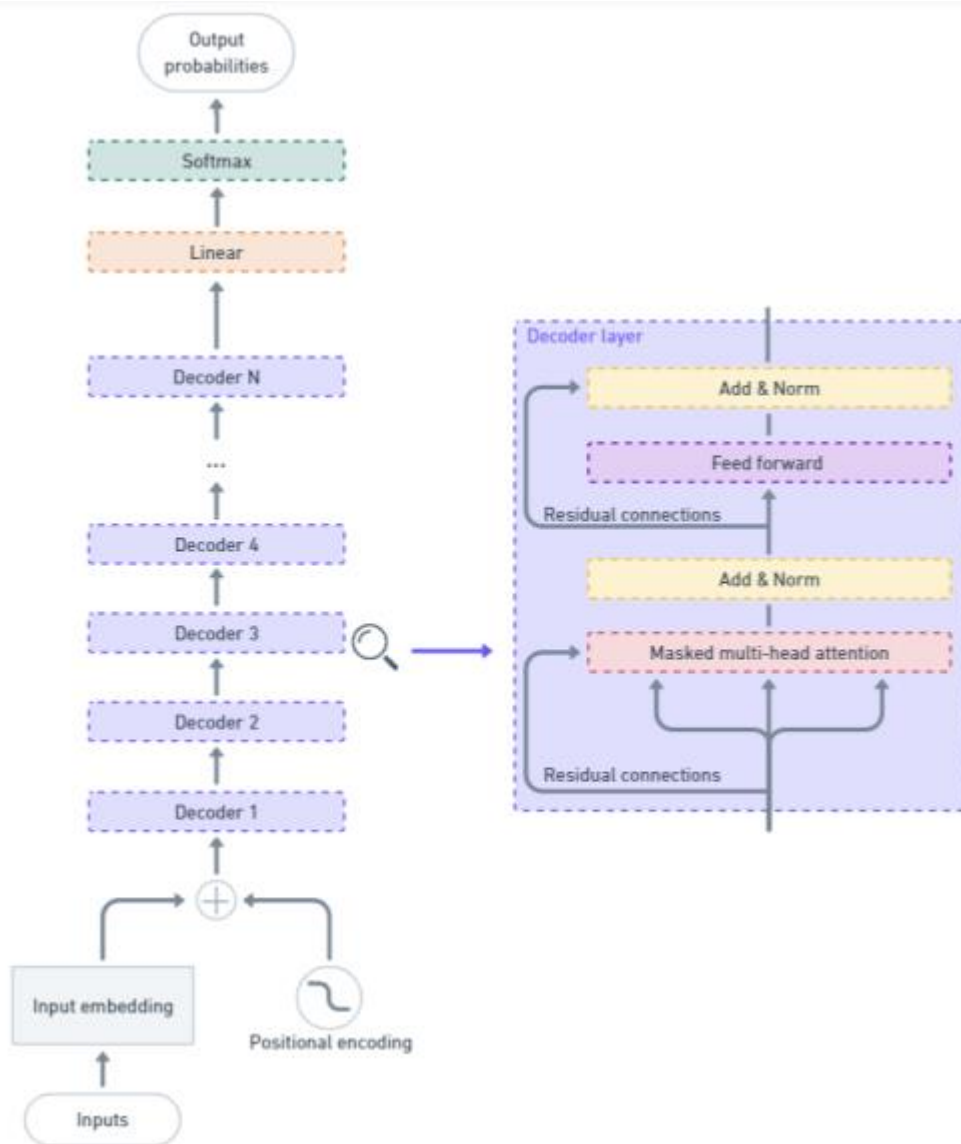 Output
probabilities
Softmax
Linear
Decoder N
...
Decoder 4
Decoder 3
Decoder 2
Decoder 1
Input embedding
Positional encoding
Inputs
Decoder layer
Add & Norm
Feed forward
Residual connections
Add & Norm
Masked multi-head attention
Residual connections